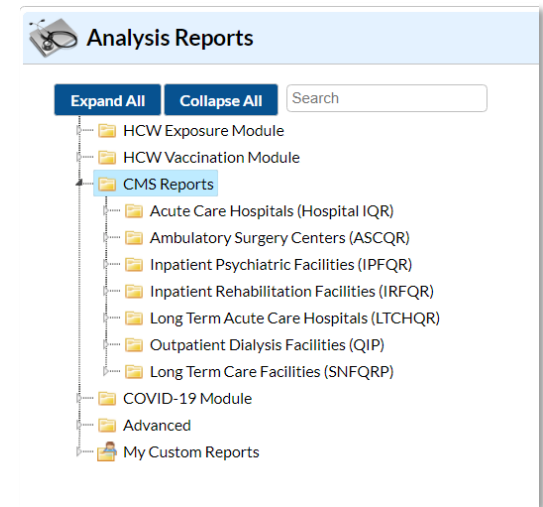 Analysis Reports
Expand All Collapse All Search
HCW Exposure Module
HCW Vaccination Module
CMS Reports
Acute Care Hospitals (Hospital IQR)
Ambulatory Surgery Centers (ASCQR)
Inpatient Psychiatric Facilities (IPFQR)
Inpatient Rehabilitation Facilities (IRFQR)
Long Term Acute Care Hospitals (LTCHQR)
Outpatient Dialysis Facilities (QIP)
Long Term Care Facilities (SNFQRP)
COVID-19 Module
Advanced
My Custom Reports